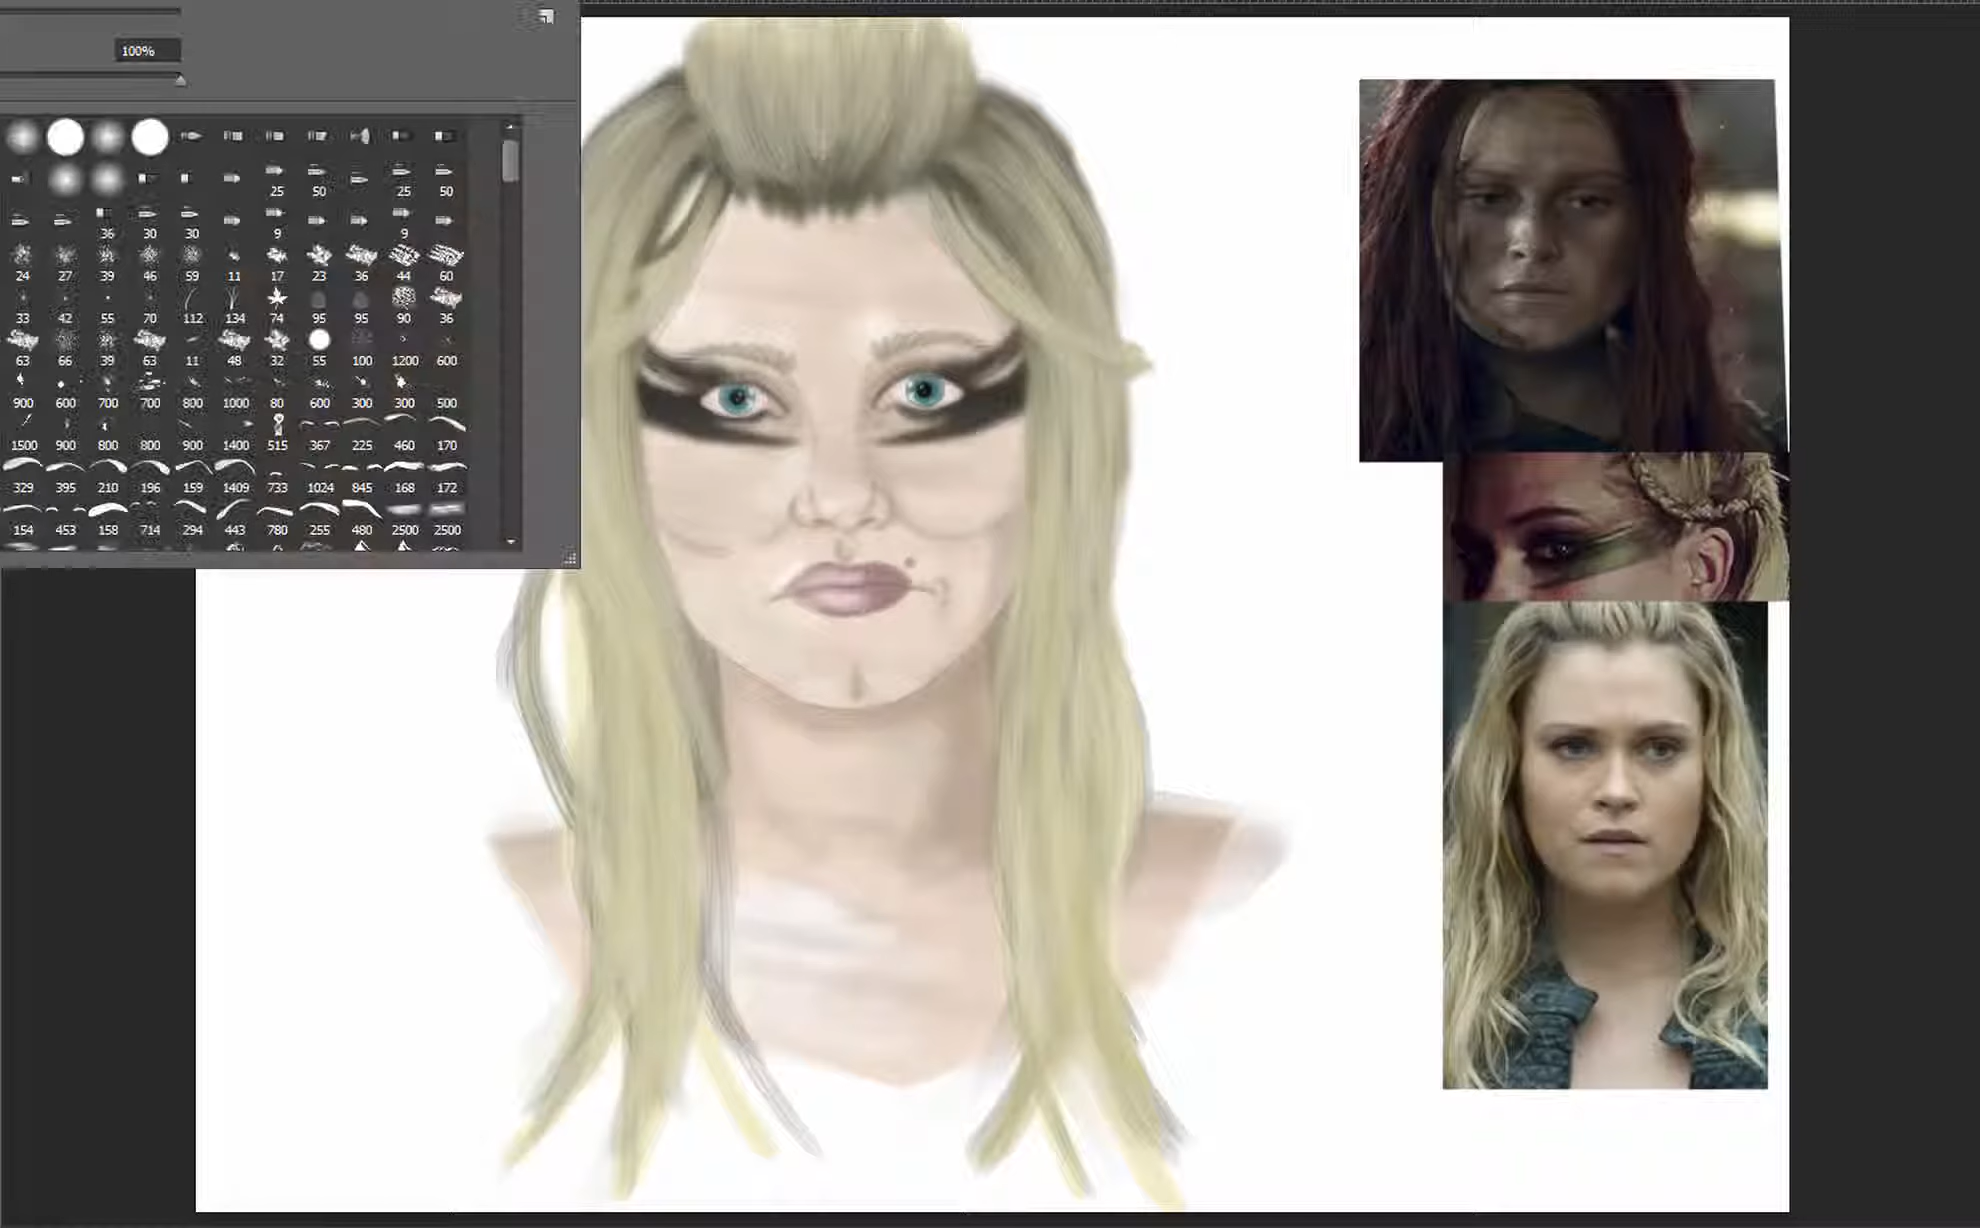 100%
25 50 25 50
36 30 30 9 9
24 27 39 46 59 11 17 23 36 44 60
33 42 55 70 112 134 74 95 95 90 36
63 66 39 63 11 48 32 55 100 1200 600
900 600 700 700 800 1000 80 600 300 300 500
1500 900 800 800 900 1400 515 367 225 460 170
329 395 210 196 159 1409 733 1024 845 168 172
154 453 158 714 294 443 780 255 480 2500 2500